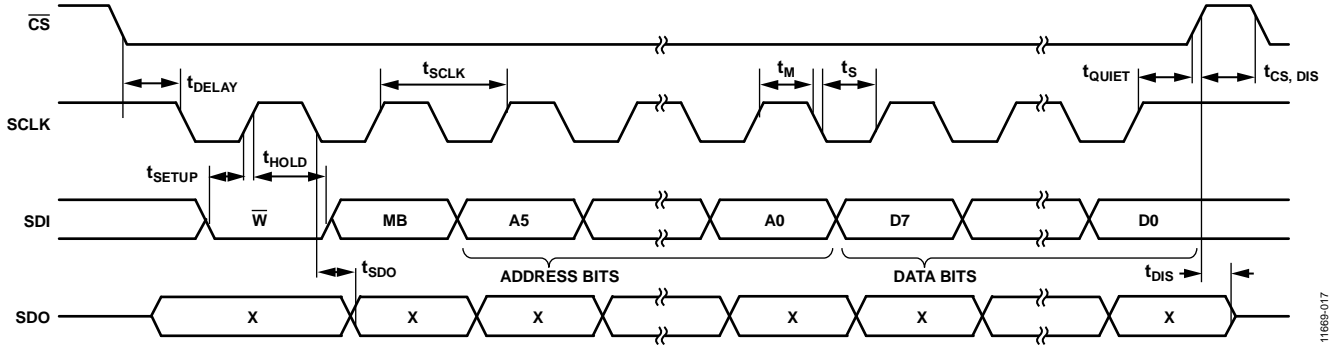 CS
tDELAY
tSCLK
tM
tS
tQUIET
tCS, DIS
SCLK
tSETUP
tHOLD
SDI
W
MB
A5
A0
D7
D0
tSDO
ADDRESS BITS
DATA BITS
tDIS
SDO
X
X
X
X
X
X
11669-017